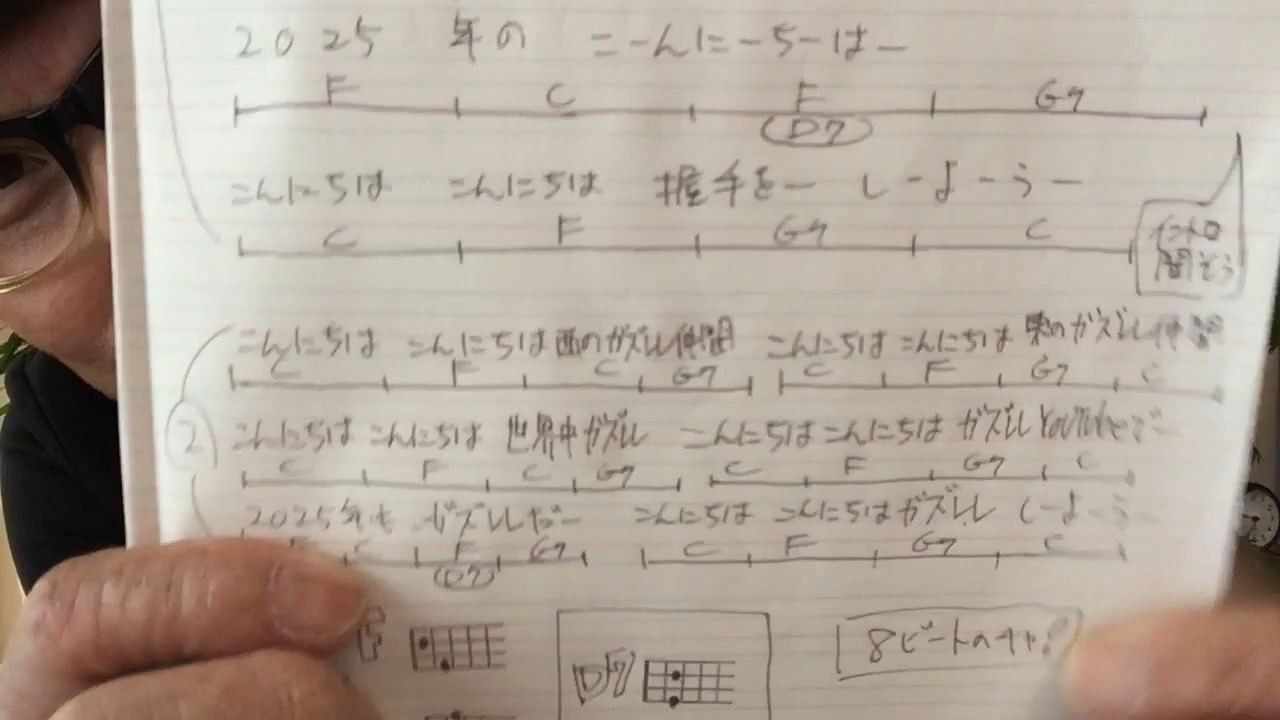 2025 年の こーんにーちーはー
F C F G7
(D7)
こんにちは こんにちは 握手をー しーよーうー
C F G7 C
イントロ
間そう
こんにちは こんにちは 西のガズレレ仲間 こんにちは こんにちは 東のガズレレ仲間
C F C G7 C F G7 C
② こんにちは こんにちは 世界中ガズレレ こんにちは こんにちは ガズレレ YouTubeでー
C F C G7 C F G7 C
2025年も ガズレレだー こんにちは こんにちは ガズレレ しーよーうー
F C F G7 C F G7 C
(D7)
F
D7
8ビートの